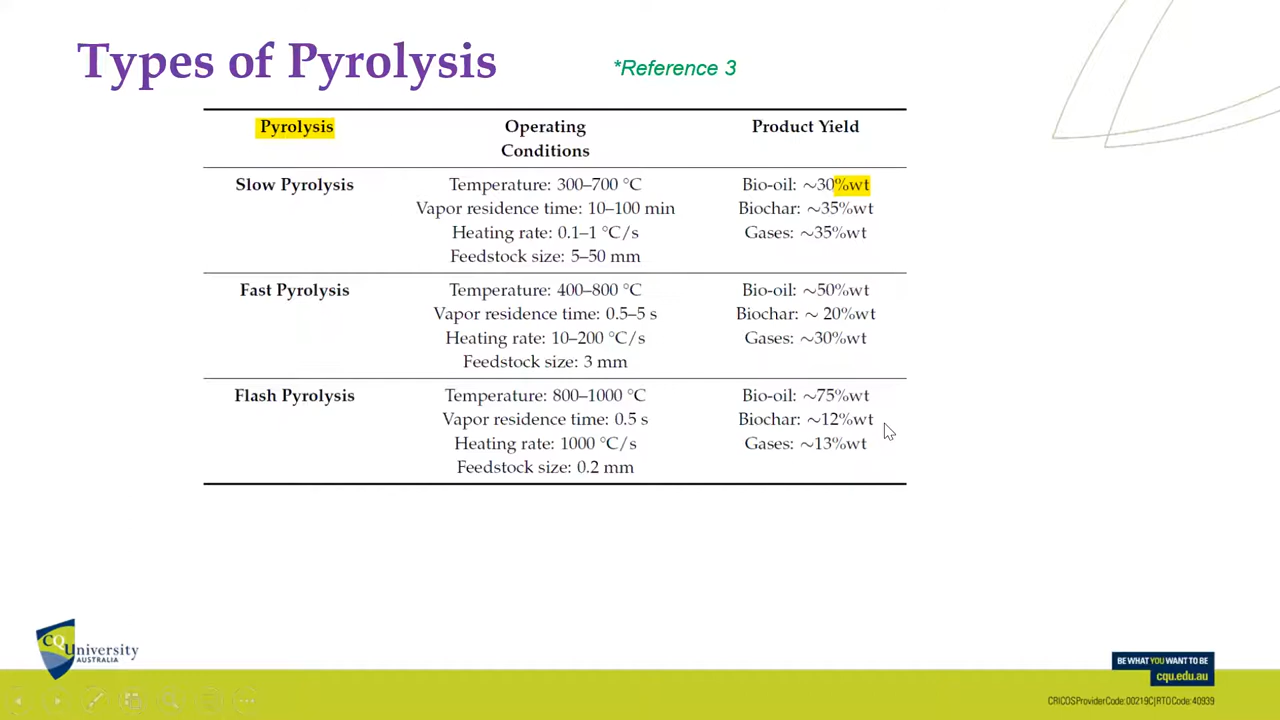 Types of Pyrolysis
*Reference 3
Pyrolysis
Operating
Conditions
Product Yield
Slow Pyrolysis
Temperature: 300–700 °C
Vapor residence time: 10–100 min
Heating rate: 0.1–1 °C/s
Feedstock size: 5–50 mm
Bio-oil: ∼30%wt
Biochar: ∼35%wt
Gases: ∼35%wt
Fast Pyrolysis
Temperature: 400–800 °C
Vapor residence time: 0.5–5 s
Heating rate: 10–200 °C/s
Feedstock size: 3 mm
Bio-oil: ∼50%wt
Biochar: ∼ 20%wt
Gases: ∼30%wt
Flash Pyrolysis
Temperature: 800–1000 °C
Vapor residence time: 0.5 s
Heating rate: 1000 °C/s
Feedstock size: 0.2 mm
Bio-oil: ∼75%wt
Biochar: ∼12%wt
Gases: ∼13%wt
CQUniversity
AUSTRALIA
BE WHAT YOU WANT TO BE
cqu.edu.au
CRICOSProviderCode:00219C|RTOCode:40939